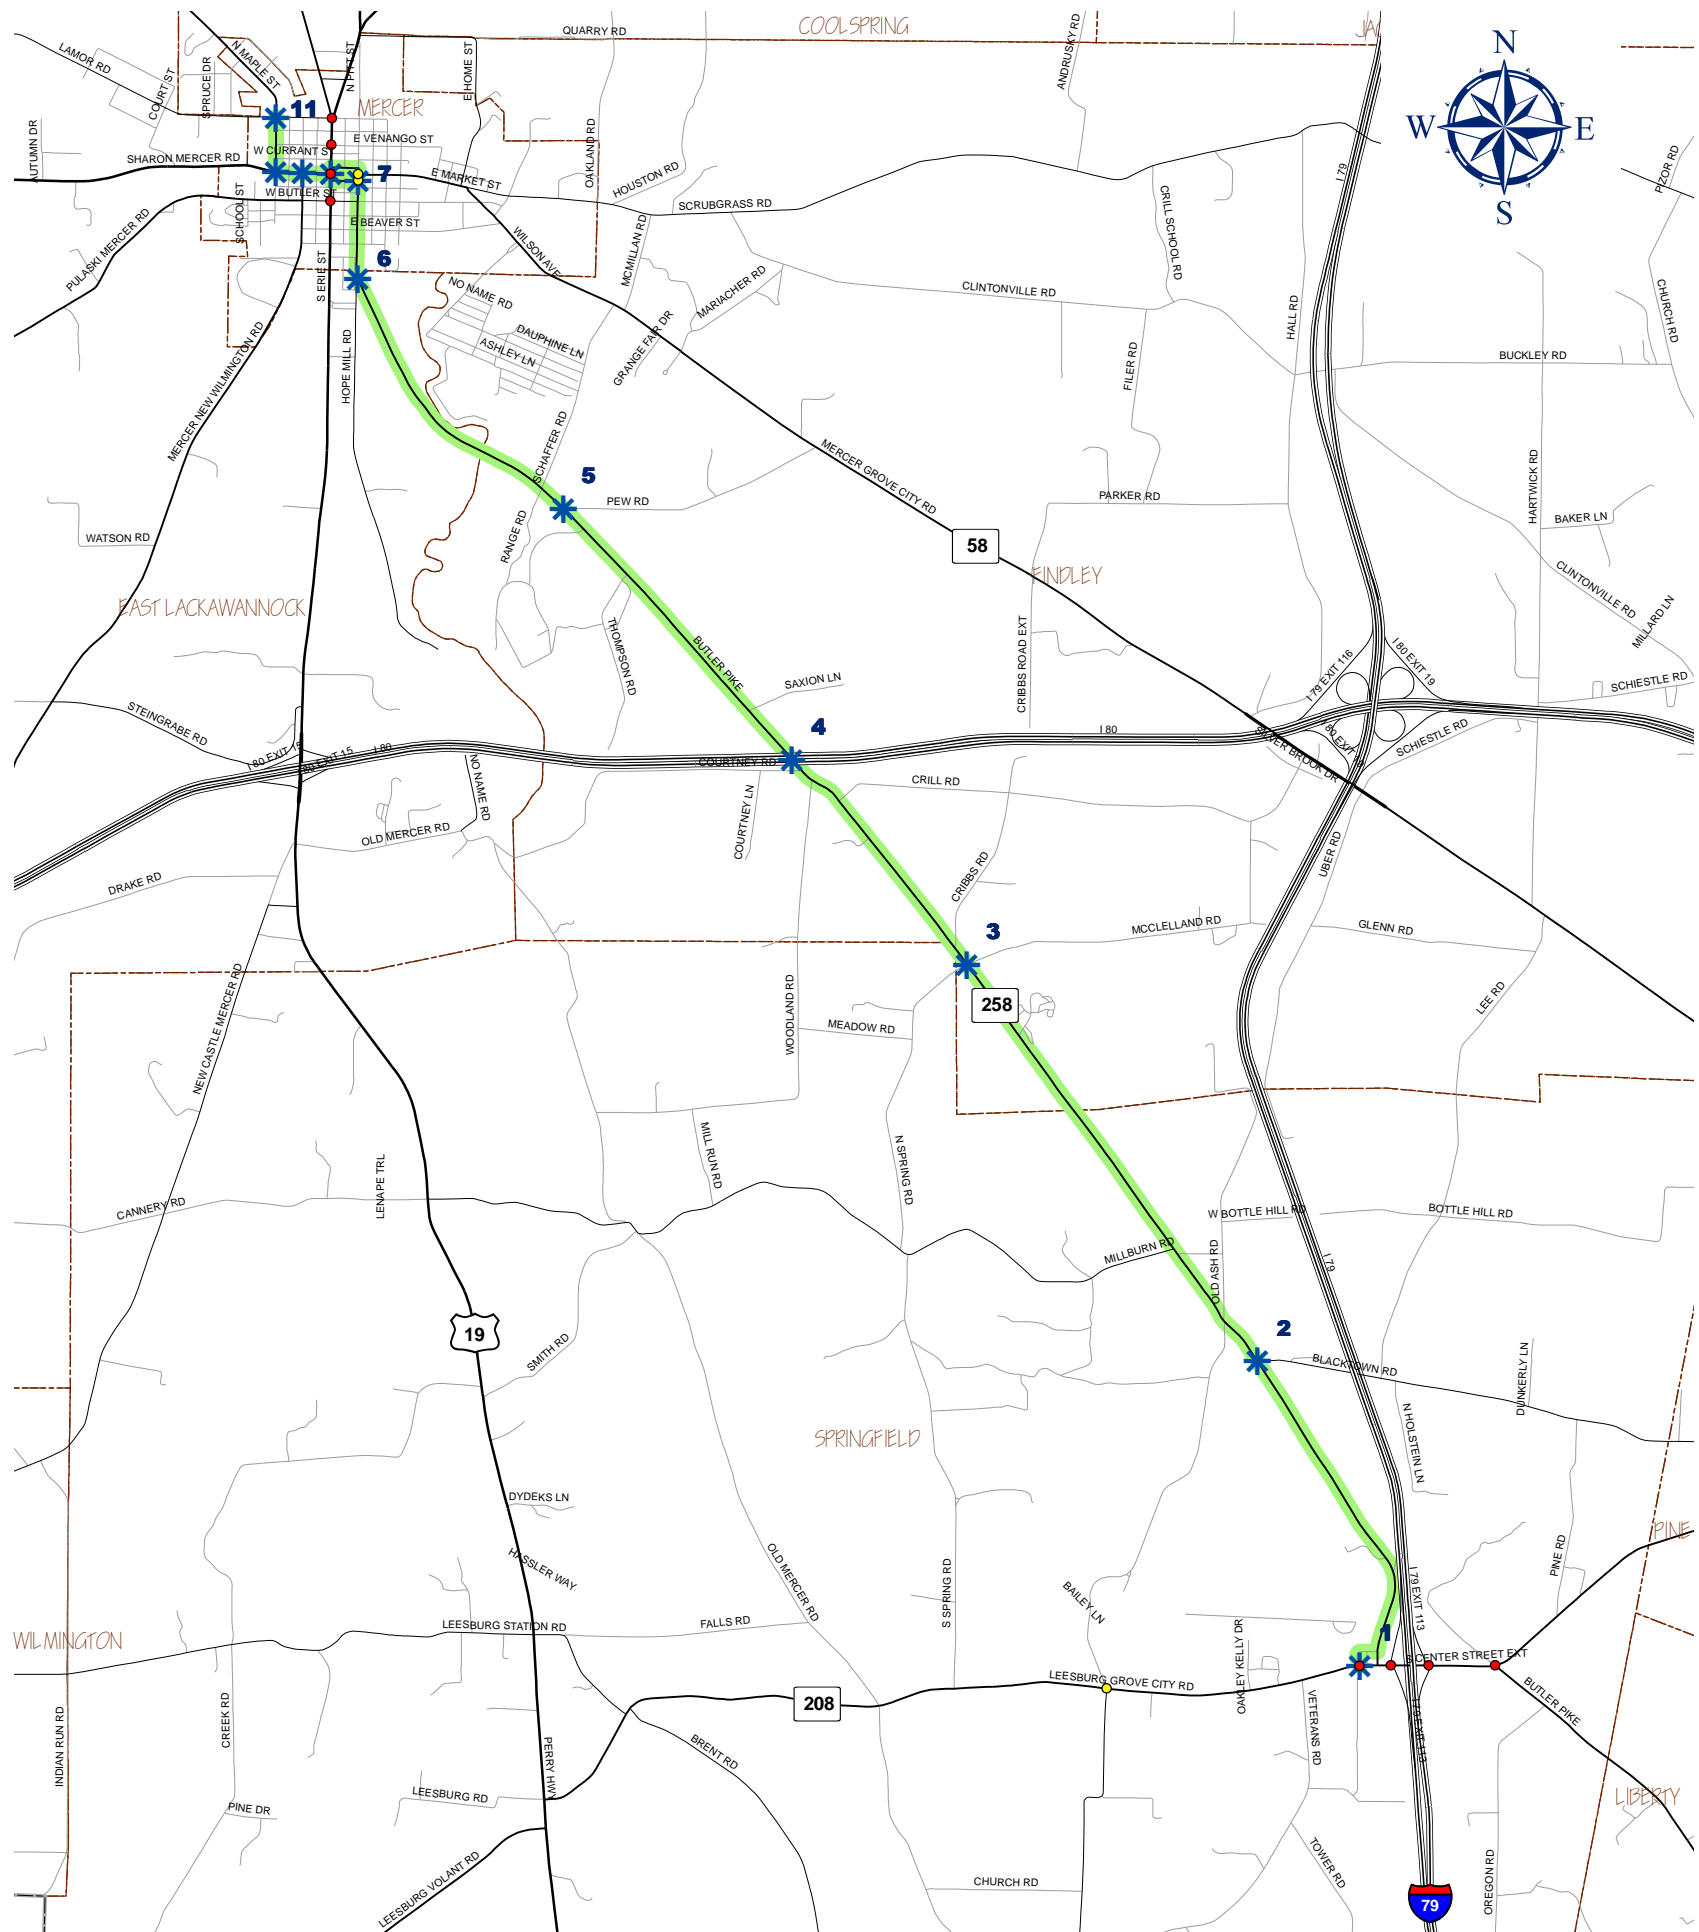 COOLSPRING
QUARRY RD
JAC
ANDRUSKY RD
N
W
E
S
LAMOR RD
N MAPLE ST
N PITT ST
E HOME ST
COURT ST
SPRUCE DR
11
MERCER
AUTUMN DR
E VENANGO ST
W CURRANT ST
SHARON MERCER RD
7
E MARKET ST
OAKLAND RD
HOUSTON RD
I 79
PIZOR RD
W BUTLER ST
SCHOOL ST
E BEAVER ST
SCRUBGRASS RD
CRILL SCHOOL RD
PULASKI MERCER RD
6
WILSON AVE
MCMILLAN RD
S ERIE ST
NO NAME RD
MARIACHER RD
CLINTONVILLE RD
HALL RD
CHURCH RD
HOPE MILL RD
DAUPHINE LN
ASHLEY LN
GRANGE FAIR DR
FILER RD
BUCKLEY RD
MERCER NEW WILMINGTON RD
SCHAFFER RD
MERCER GROVE CITY RD
5
PEW RD
PARKER RD
HARTWICK RD
BAKER LN
WATSON RD
RANGE RD
58
FINDLEY
CLINTONVILLE RD
EAST LACKAWANNOCK
MILLARD LN
THOMPSON RD
BUTLER PIKE
SAXION LN
CRIBBS ROAD EXT
I 79 EXIT 116
I 80 EXIT 19
SCHIESTLE RD
STEINGRABE RD
4
I 80
I 80 EXIT 15
I 80 EXIT 15
I 80
COURTNEY RD
SILVER BROOK DR
I 80 EXIT 19
SCHIESTLE RD
NO NAME RD
CRILL RD
COURTNEY LN
OLD MERCER RD
UBER RD
DRAKE RD
CRIBBS RD
3
MCCLELLAND RD
GLENN RD
NEW CASTLE MERCER RD
WOODLAND RD
258
LEE RD
MEADOW RD
MILL RUN RD
N SPRING RD
LENAPE TRL
CANNERY RD
W BOTTLE HILL RD
BOTTLE HILL RD
MILLBURN RD
OLD ASH RD
I 79
19
2
SMITH RD
BLACKTOWN RD
DUNKERLY LN
N HOLSTEIN LN
SPRINGFIELD
DYDEKS LN
PINE
HASSLER WAY
OLD MERCER RD
S SPRING RD
BAILEY LN
I 79 EXIT 113
PINE RD
WILMINGTON
LEESBURG STATION RD
FALLS RD
1
OAKLEY KELLY DR
S CENTER STREET EXT
LEESBURG GROVE CITY RD
208
INDIAN RUN RD
CREEK RD
PERRY HWY
BRENT RD
VETERANS RD
I 79 EXIT 113
BUTLER PIKE
LEESBURG RD
PINE DR
LIBERTY
LEESBURG VOLANT RD
CHURCH RD
TOWER RD
OREGON RD
79